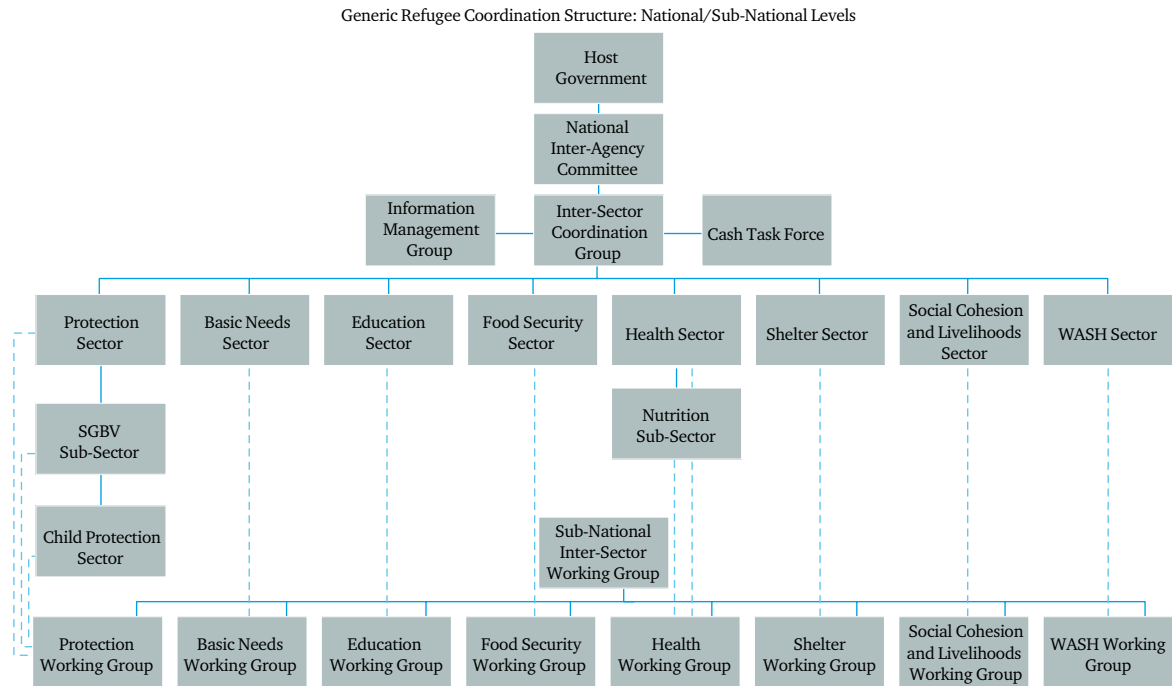 Generic Refugee Coordination Structure: National/Sub-National Levels
Host
Government
National
Inter-Agency
Committee
Information
Management
Group
Inter-Sector
Coordination
Group
Cash Task Force
Protection
Sector
Basic Needs
Sector
Education
Sector
Food Security
Sector
Health Sector
Shelter Sector
Social Cohesion
and Livelihoods
Sector
WASH Sector
SGBV
Sub-Sector
Nutrition
Sub-Sector
Child Protection
Sector
Sub-National
Inter-Sector
Working Group
Protection
Working Group
Basic Needs
Working Group
Education
Working Group
Food Security
Working Group
Health
Working Group
Shelter
Working Group
Social Cohesion
and Livelihoods
Working Group
WASH Working
Group